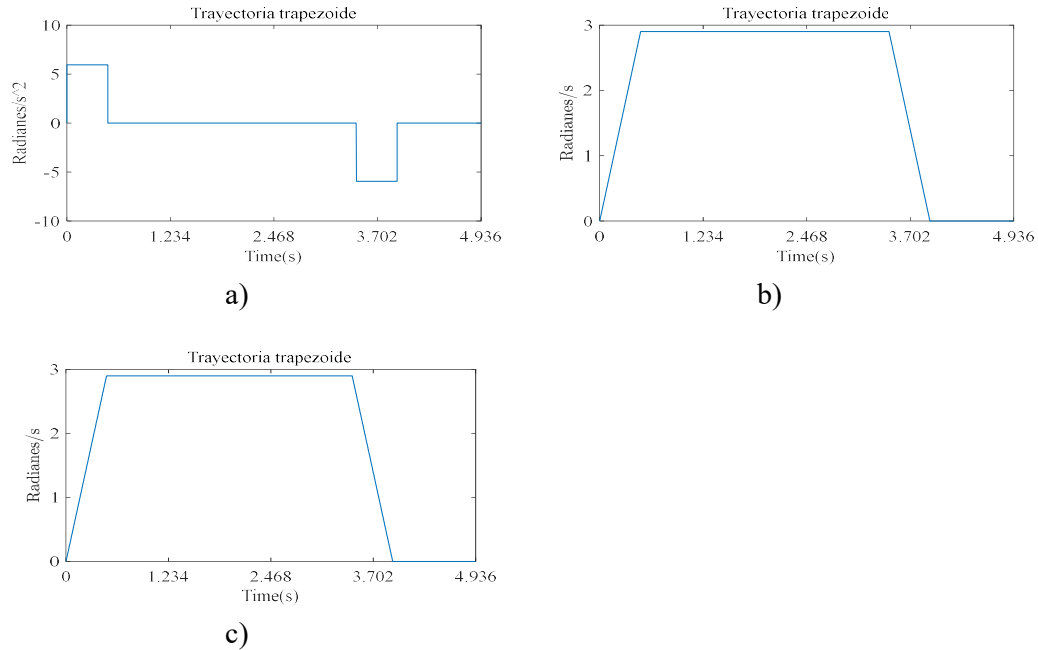 Trayectoria trapezoide
10
5
0
-5
-10
Radianes/s^2
0 1.234 2.468 3.702 4.936
Time(s)
a)
Trayectoria trapezoide
3
2
1
0
Radianes/s
0 1.234 2.468 3.702 4.936
Time(s)
b)
Trayectoria trapezoide
3
2
1
0
Radianes/s
0 1.234 2.468 3.702 4.936
Time(s)
c)